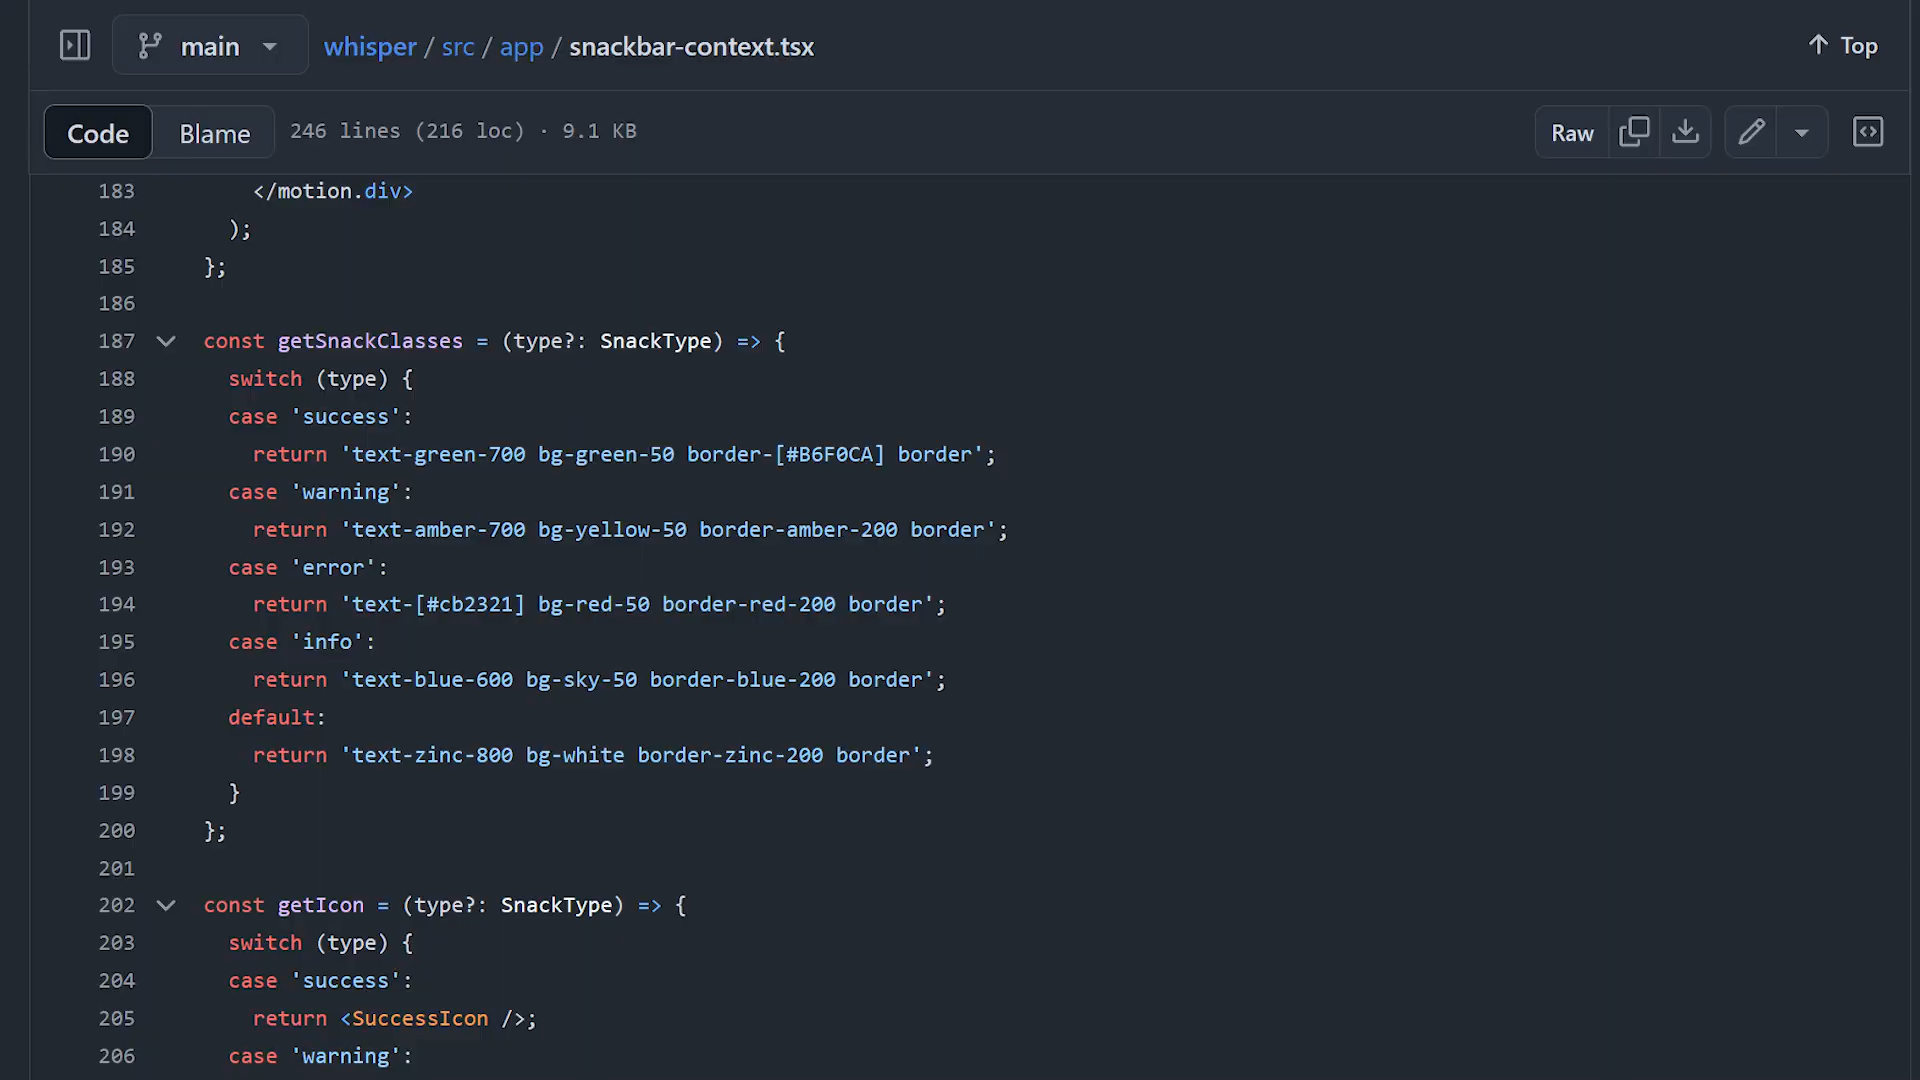 main whisper / src / app / snackbar-context.tsx Top
Code Blame 246 lines (216 loc) · 9.1 KB Raw
183 </motion.div>
184 );
185 };
186
187 const getSnackClasses = (type?: SnackType) => {
188 switch (type) {
189 case 'success':
190 return 'text-green-700 bg-green-50 border-[#B6F0CA] border';
191 case 'warning':
192 return 'text-amber-700 bg-yellow-50 border-amber-200 border';
193 case 'error':
194 return 'text-[#cb2321] bg-red-50 border-red-200 border';
195 case 'info':
196 return 'text-blue-600 bg-sky-50 border-blue-200 border';
197 default:
198 return 'text-zinc-800 bg-white border-zinc-200 border';
199 }
200 };
201
202 const getIcon = (type?: SnackType) => {
203 switch (type) {
204 case 'success':
205 return <SuccessIcon />;
206 case 'warning':